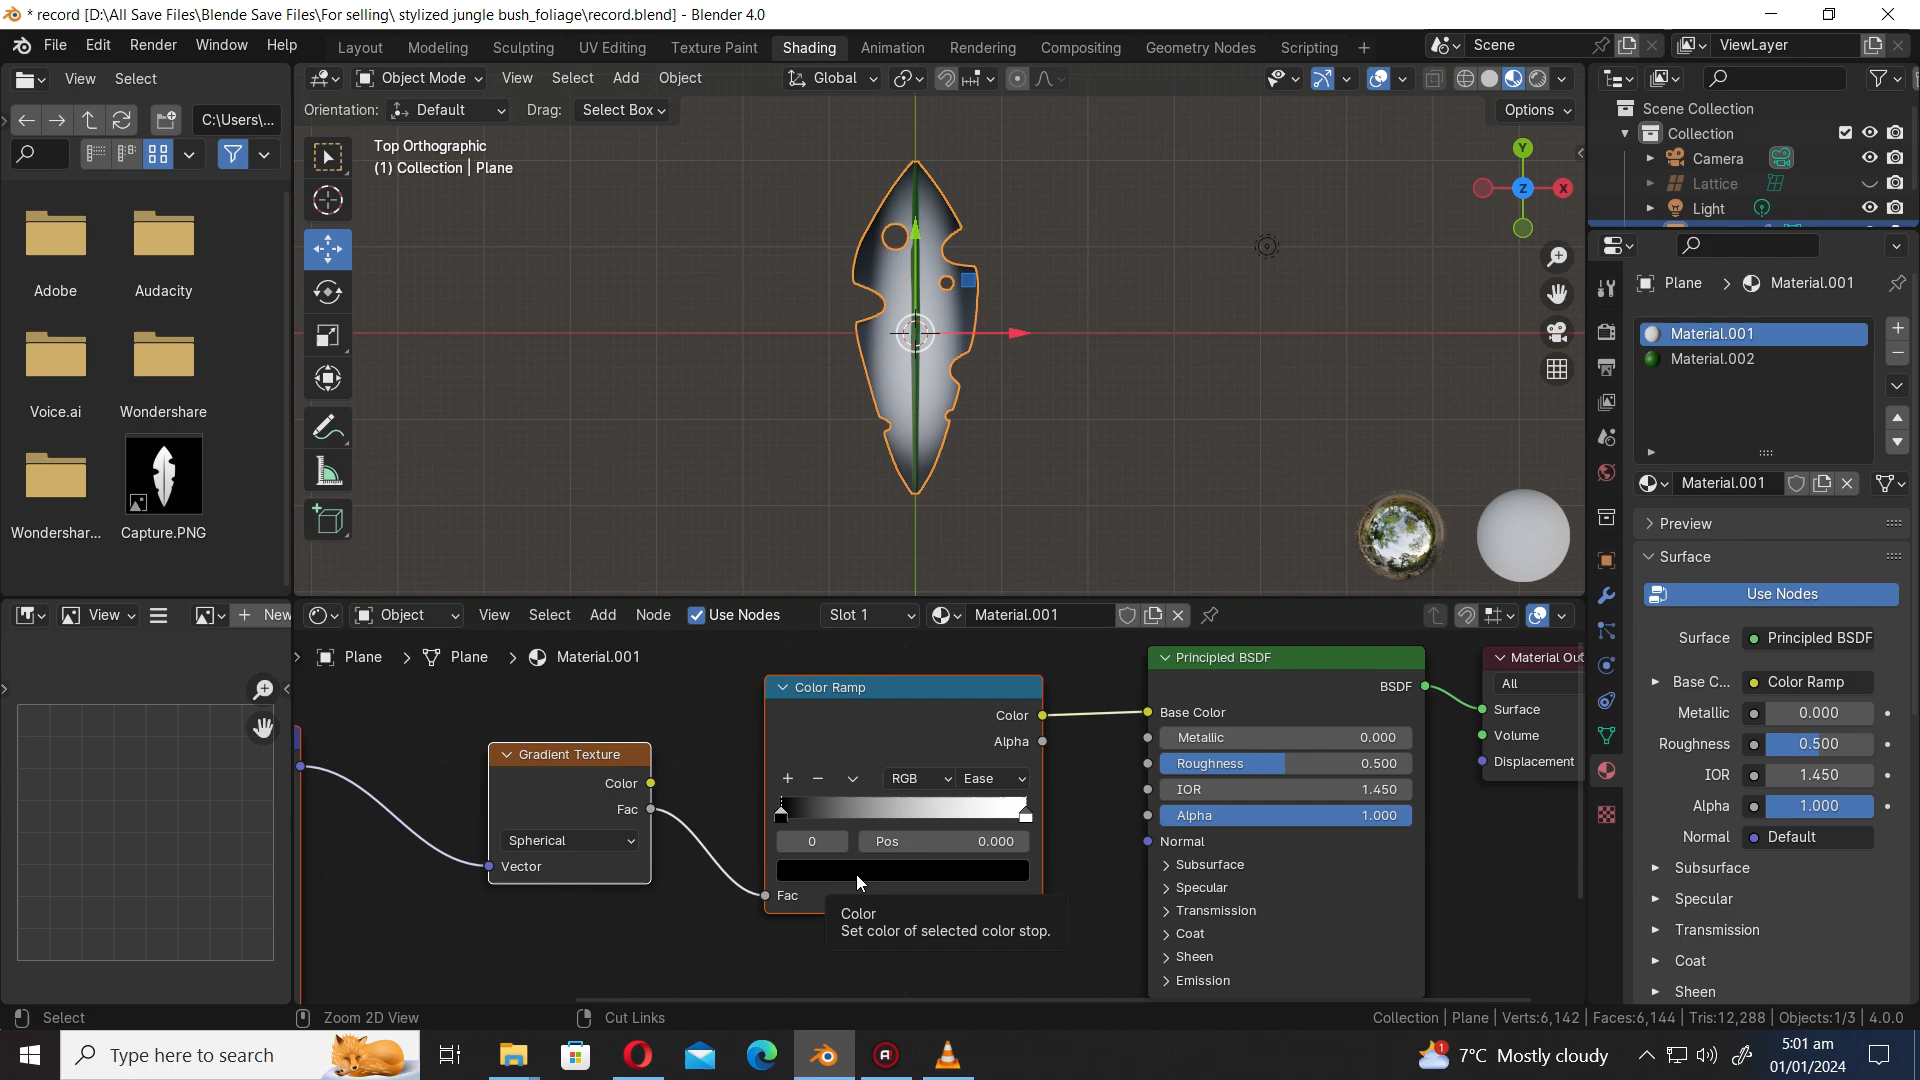 * record [D:\All Save Files\Blende Save Files\For selling\ stylized jungle bush_foliage\record.blend] - Blender 4.0
File Edit Render Window Help Layout Modeling Sculpting UV Editing Texture Paint Shading Animation Rendering Compositing Geometry Nodes Scripting + Scene ViewLayer
View Select Object Mode View Select Add Object Global
C:\Users\... Orientation: Default Drag: Select Box Options
Top Orthographic
(1) Collection | Plane
Scene Collection
Collection
Camera
Lattice
Light
Y
X
Z
Adobe Audacity
Voice.ai Wondershare
Wondershar... Capture.PNG
Plane > Material.001
Material.001
Material.002
Material.001
Preview
Surface
Use Nodes
Surface Principled BSDF
Base C... Color Ramp
Metallic 0.000
Roughness 0.500
IOR 1.450
Alpha 1.000
Normal Default
Subsurface
Specular
Transmission
Coat
Sheen
View New
Object View Select Add Node Use Nodes Slot 1 Material.001
Plane > Plane > Material.001
Gradient Texture
Color
Fac
Spherical
Vector
Color Ramp
Color
Alpha
RGB Ease
0 Pos 0.000
Fac
Color
Set color of selected color stop.
Principled BSDF
BSDF
Base Color
Metallic 0.000
Roughness 0.500
IOR 1.450
Alpha 1.000
Normal
Subsurface
Specular
Transmission
Coat
Sheen
Emission
Material Out
All
Surface
Volume
Displacement
Select Zoom 2D View Cut Links Collection | Plane | Verts:6,142 | Faces:6,144 | Tris:12,288 | Objects:1/3 | 4.0.0
Type here to search 1 7°C Mostly cloudy 5:01 am
01/01/2024